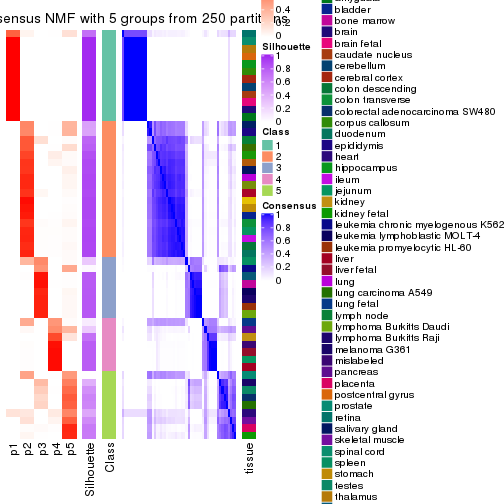 sensus NMF with 5 groups from 250 partitions
p1
p2
p3
p4
p5
Silhouette
Class
tissue
0.4
0.2
0
Silhouette
1
0.8
0.6
0.4
0.2
0
Class
1
2
3
4
5
Consensus
1
0.8
0.6
0.4
0.2
0
bladder
bone marrow
brain
brain fetal
caudate nucleus
cerebellum
cerebral cortex
colon descending
colon transverse
colorectal adenocarcinoma SW480
corpus callosum
duodenum
epididymis
heart
hippocampus
ileum
jejunum
kidney
kidney fetal
leukemia chronic myelogenous K562
leukemia lymphoblastic MOLT-4
leukemia promyelocytic HL-60
liver
liver fetal
lung
lung carcinoma A549
lung fetal
lymph node
lymphoma Burkitts Daudi
lymphoma Burkitts Raji
melanoma G361
mislabeled
pancreas
placenta
postcentral gyrus
prostate
retina
salivary gland
skeletal muscle
spinal cord
spleen
stomach
testes
thalamus